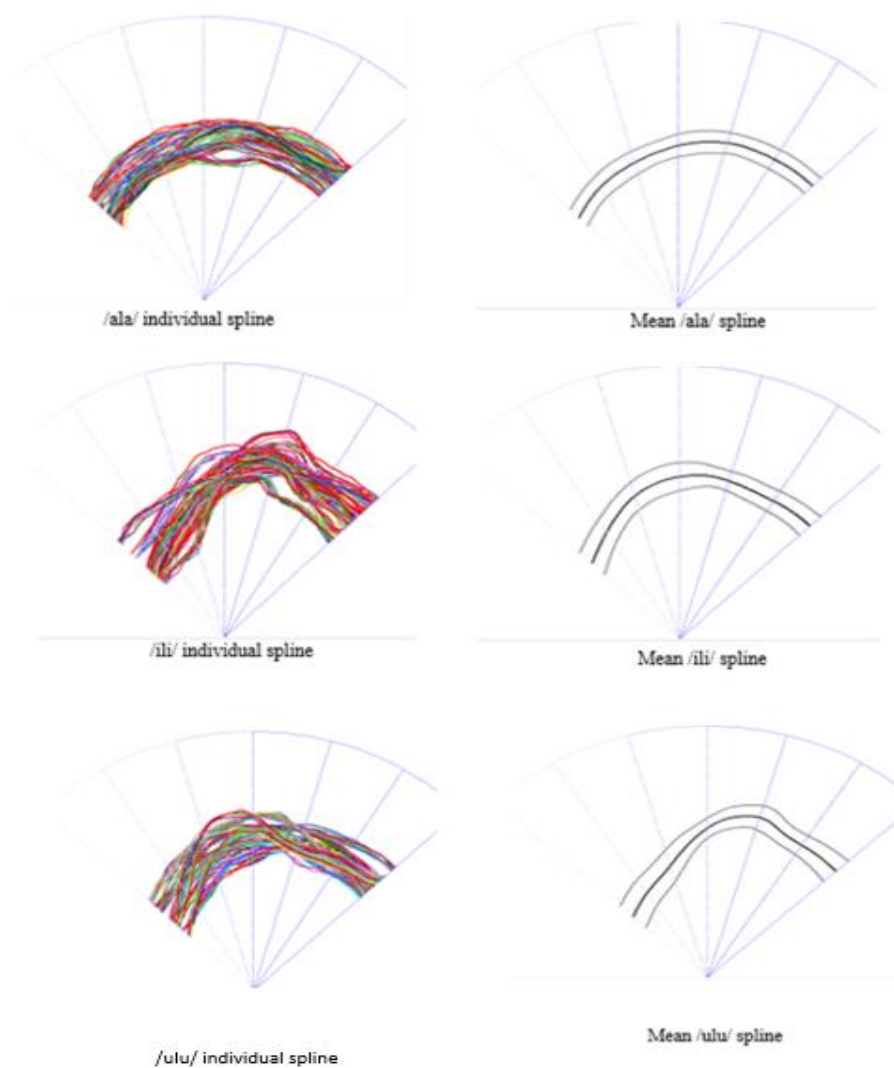 /ala/ individual spline
Mean /ala/ spline
/ili/ individual spline
Mean /ili/ spline
/ulu/ individual spline
Mean /ulu/ spline